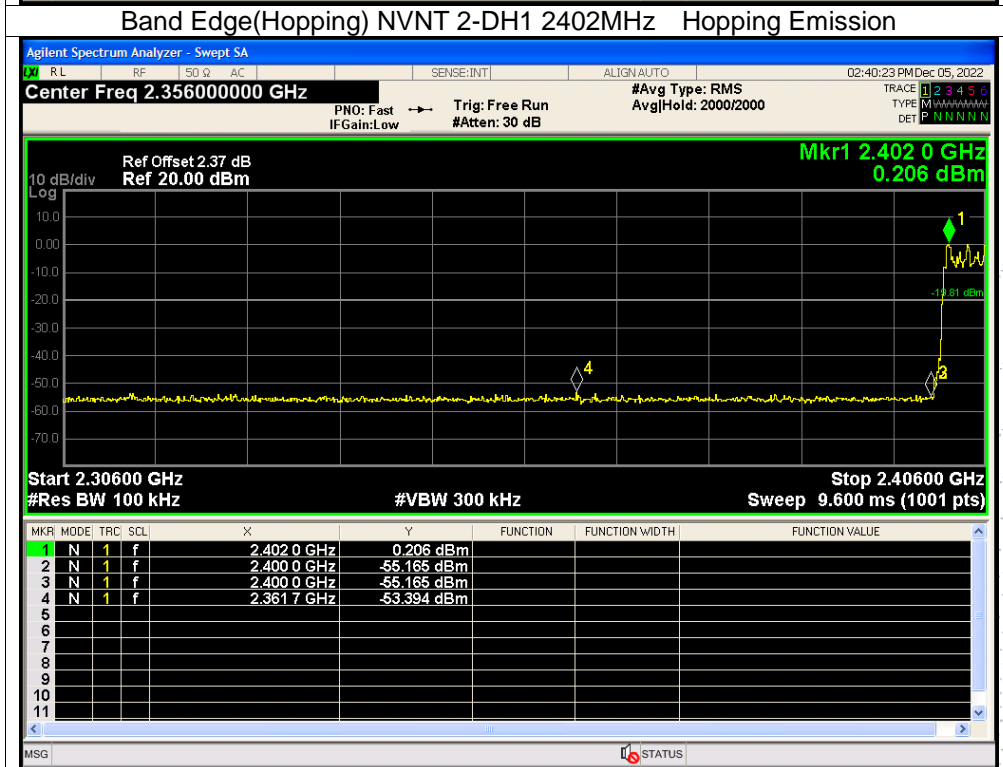 Band Edge(Hopping) NVNT 2-DH1 2402MHz Hopping Emission
Agilent Spectrum Analyzer - Swept SA
LXI RL RF 50 Ω AC SENSE:INT ALIGN AUTO 02:40:23 PM Dec 05, 2022
Center Freq 2.356000000 GHz #Avg Type: RMS TRACE 1 2 3 4 5 6
PNO: Fast Trig: Free Run Avg|Hold: 2000/2000 TYPE M WWWWW
IFGain:Low #Atten: 30 dB DET P N N N N N
Mkr1 2.402 0 GHz
Ref Offset 2.37 dB
10 dB/div Ref 20.00 dBm 0.206 dBm
Log
10.0
1
0.00
-10.0
-19.81 dBm
-20.0
-30.0
-40.0
4
-50.0
-60.0
-70.0
Start 2.30600 GHz Stop 2.40600 GHz
#Res BW 100 kHz #VBW 300 kHz Sweep 9.600 ms (1001 pts)
MKR MODE TRC SCL X Y FUNCTION FUNCTION WIDTH FUNCTION VALUE
1 N 1 f 2.402 0 GHz 0.206 dBm
2 N 1 f 2.400 0 GHz -55.165 dBm
3 N 1 f 2.400 0 GHz -55.165 dBm
4 N 1 f 2.361 7 GHz -53.394 dBm
5
6
7
8
9
10
11
MSG STATUS